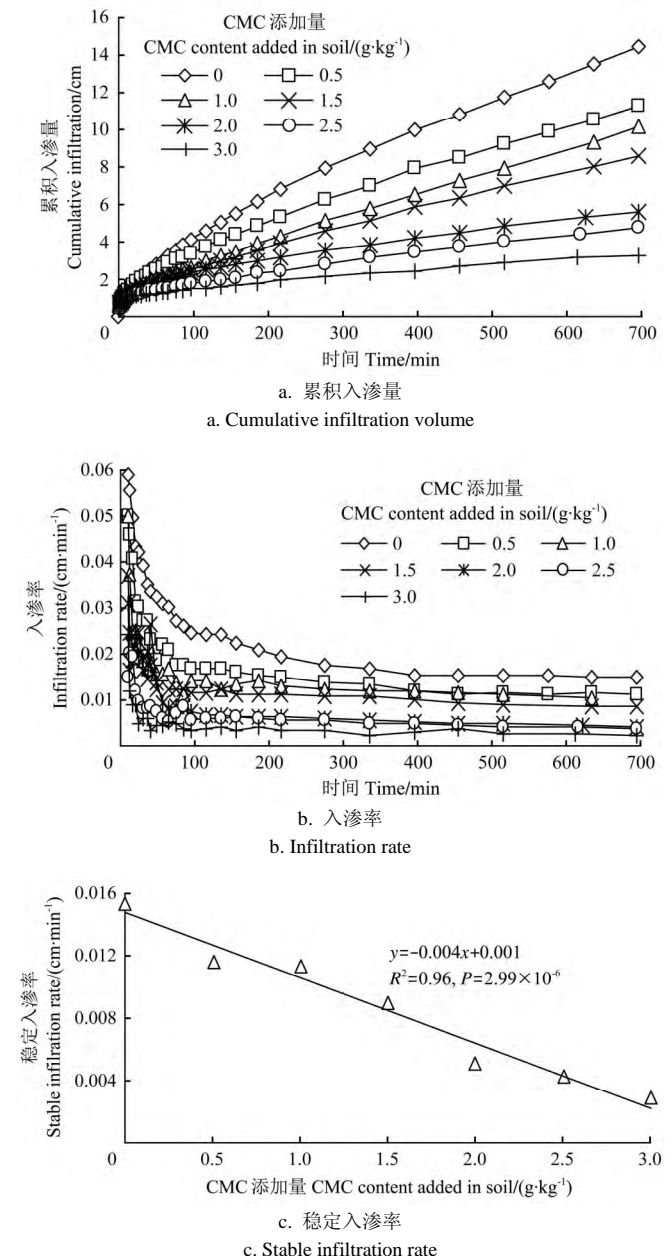 16
14
12
10
8
6
4
2
0
累积入渗量
Cumulative infiltration/cm
CMC 添加量
CMC content added in soil/(g·kg⁻¹)
0
0.5
1.0
1.5
2.0
2.5
3.0
100
200
300
400
500
600
700
时间 Time/min
a. 累积入渗量
a. Cumulative infiltration volume
0.06
0.05
0.04
0.03
0.02
0.01
入渗率
Infiltration rate/(cm·min⁻¹)
CMC 添加量
CMC content added in soil/(g·kg⁻¹)
0 0.5 1.0
1.5 2.0 2.5
3.0
0 100 200 300 400 500 600 700
时间 Time/min
b. 入渗率
b. Infiltration rate
0.016
0.012
0.008
0.004
稳定入渗率
Stable infilration rate/(cm·min⁻¹)
y=-0.004x+0.001
R²=0.96, P=2.99×10⁻⁶
0 0.5 1.0 1.5 2.0 2.5 3.0
CMC 添加量 CMC content added in soil/(g·kg⁻¹)
c. 稳定入渗率
c. Stable infiltration rate